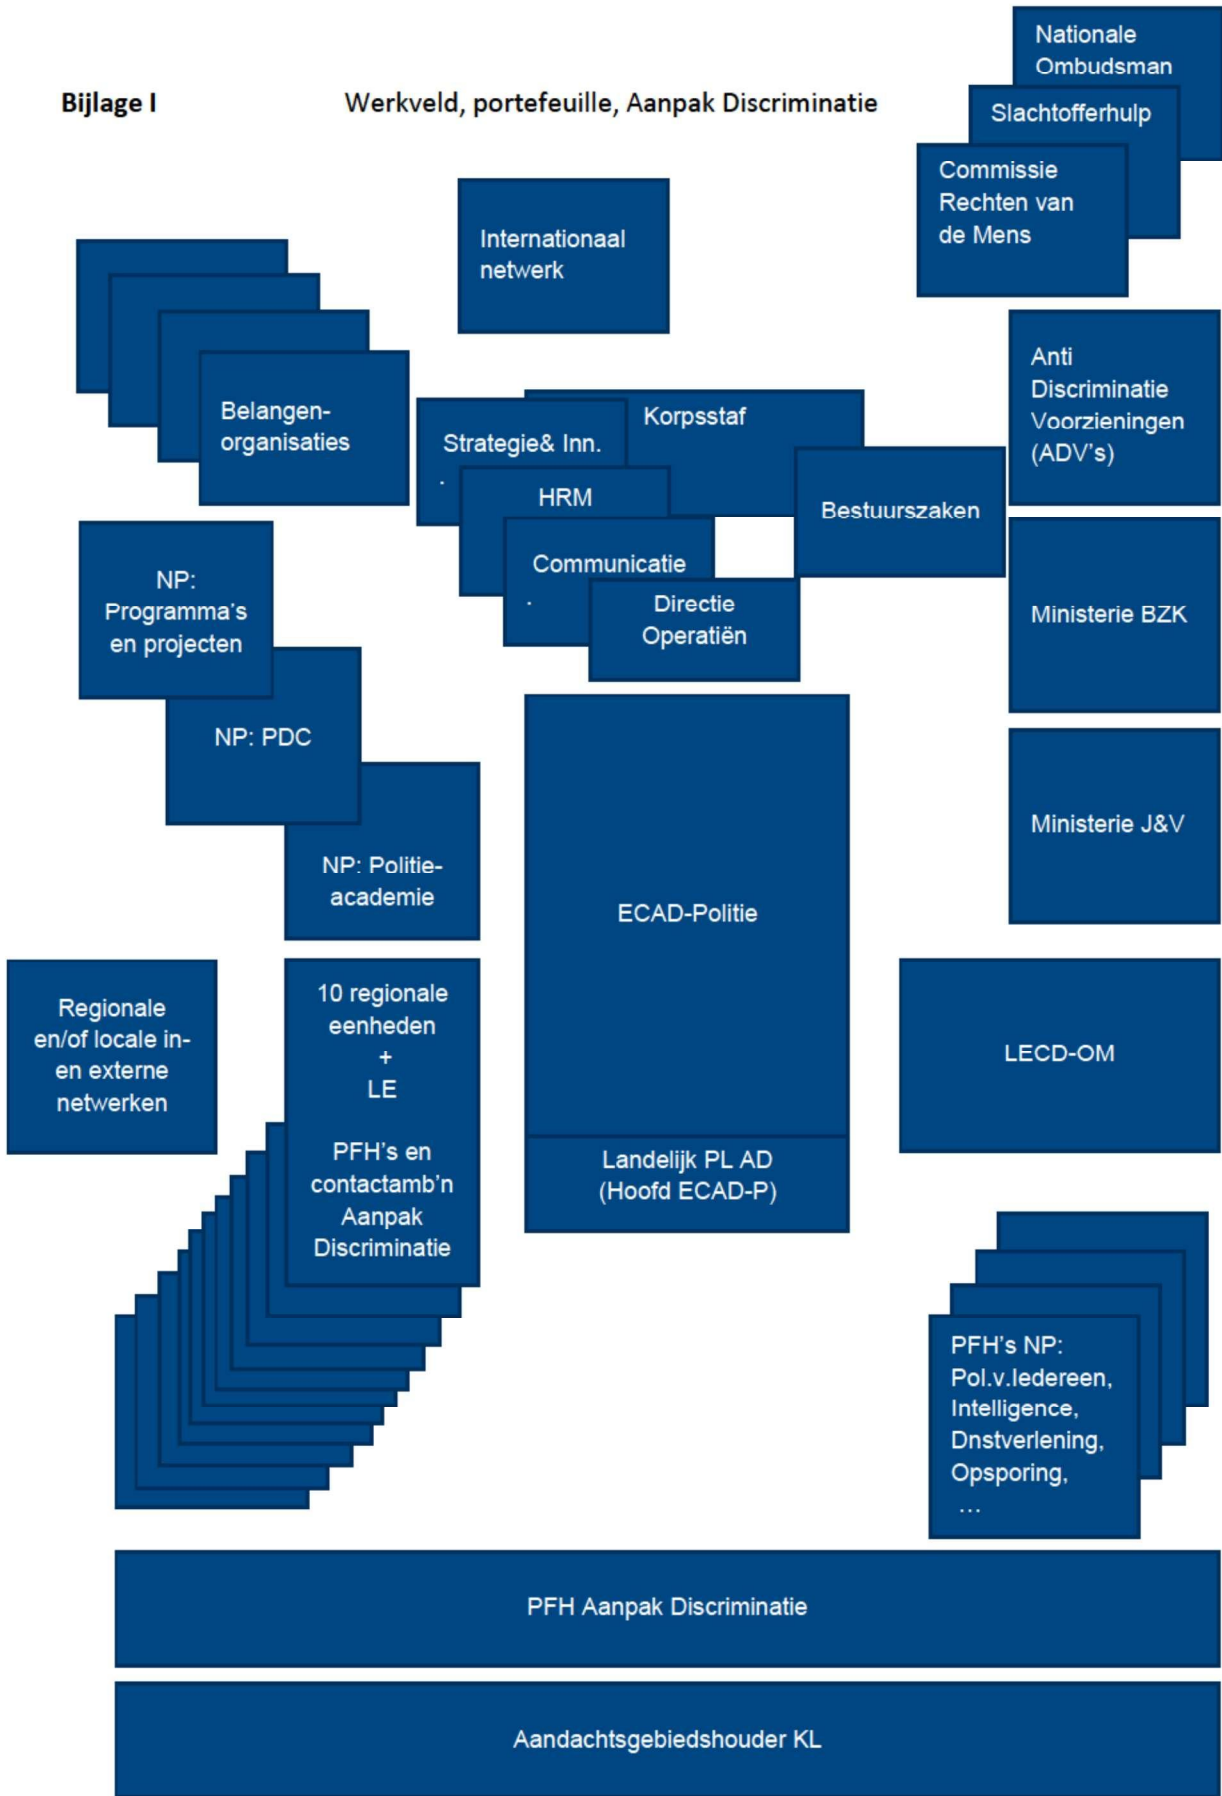 Bijlage I
Werkveld, portefeuille, Aanpak Discriminatie
Nationale
Ombudsman
Slachtofferhulp
Commissie
Rechten van
de Mens
Internationaal
netwerk
Belangen-
organisaties
Korpsstaf
Strategie& Inn.
.
HRM
Communicatie
.
Directie
Operatiën
Bestuurszaken
Anti
Discriminatie
Voorzieningen
(ADV's)
NP:
Programma's
en projecten
NP: PDC
NP: Politie-
academie
Ministerie BZK
Ministerie J&V
ECAD-Politie
Landelijk PL AD
(Hoofd ECAD-P)
Regionale
en/of locale in-
en externe
netwerken
10 regionale
eenheden
+
LE
PFH's en
contactamb'n
Aanpak
Discriminatie
LECD-OM
PFH's NP:
Pol.v.Iedereen,
Intelligence,
Dnstverlening,
Opsporing,
...
PFH Aanpak Discriminatie
Aandachtsgebiedshouder KL